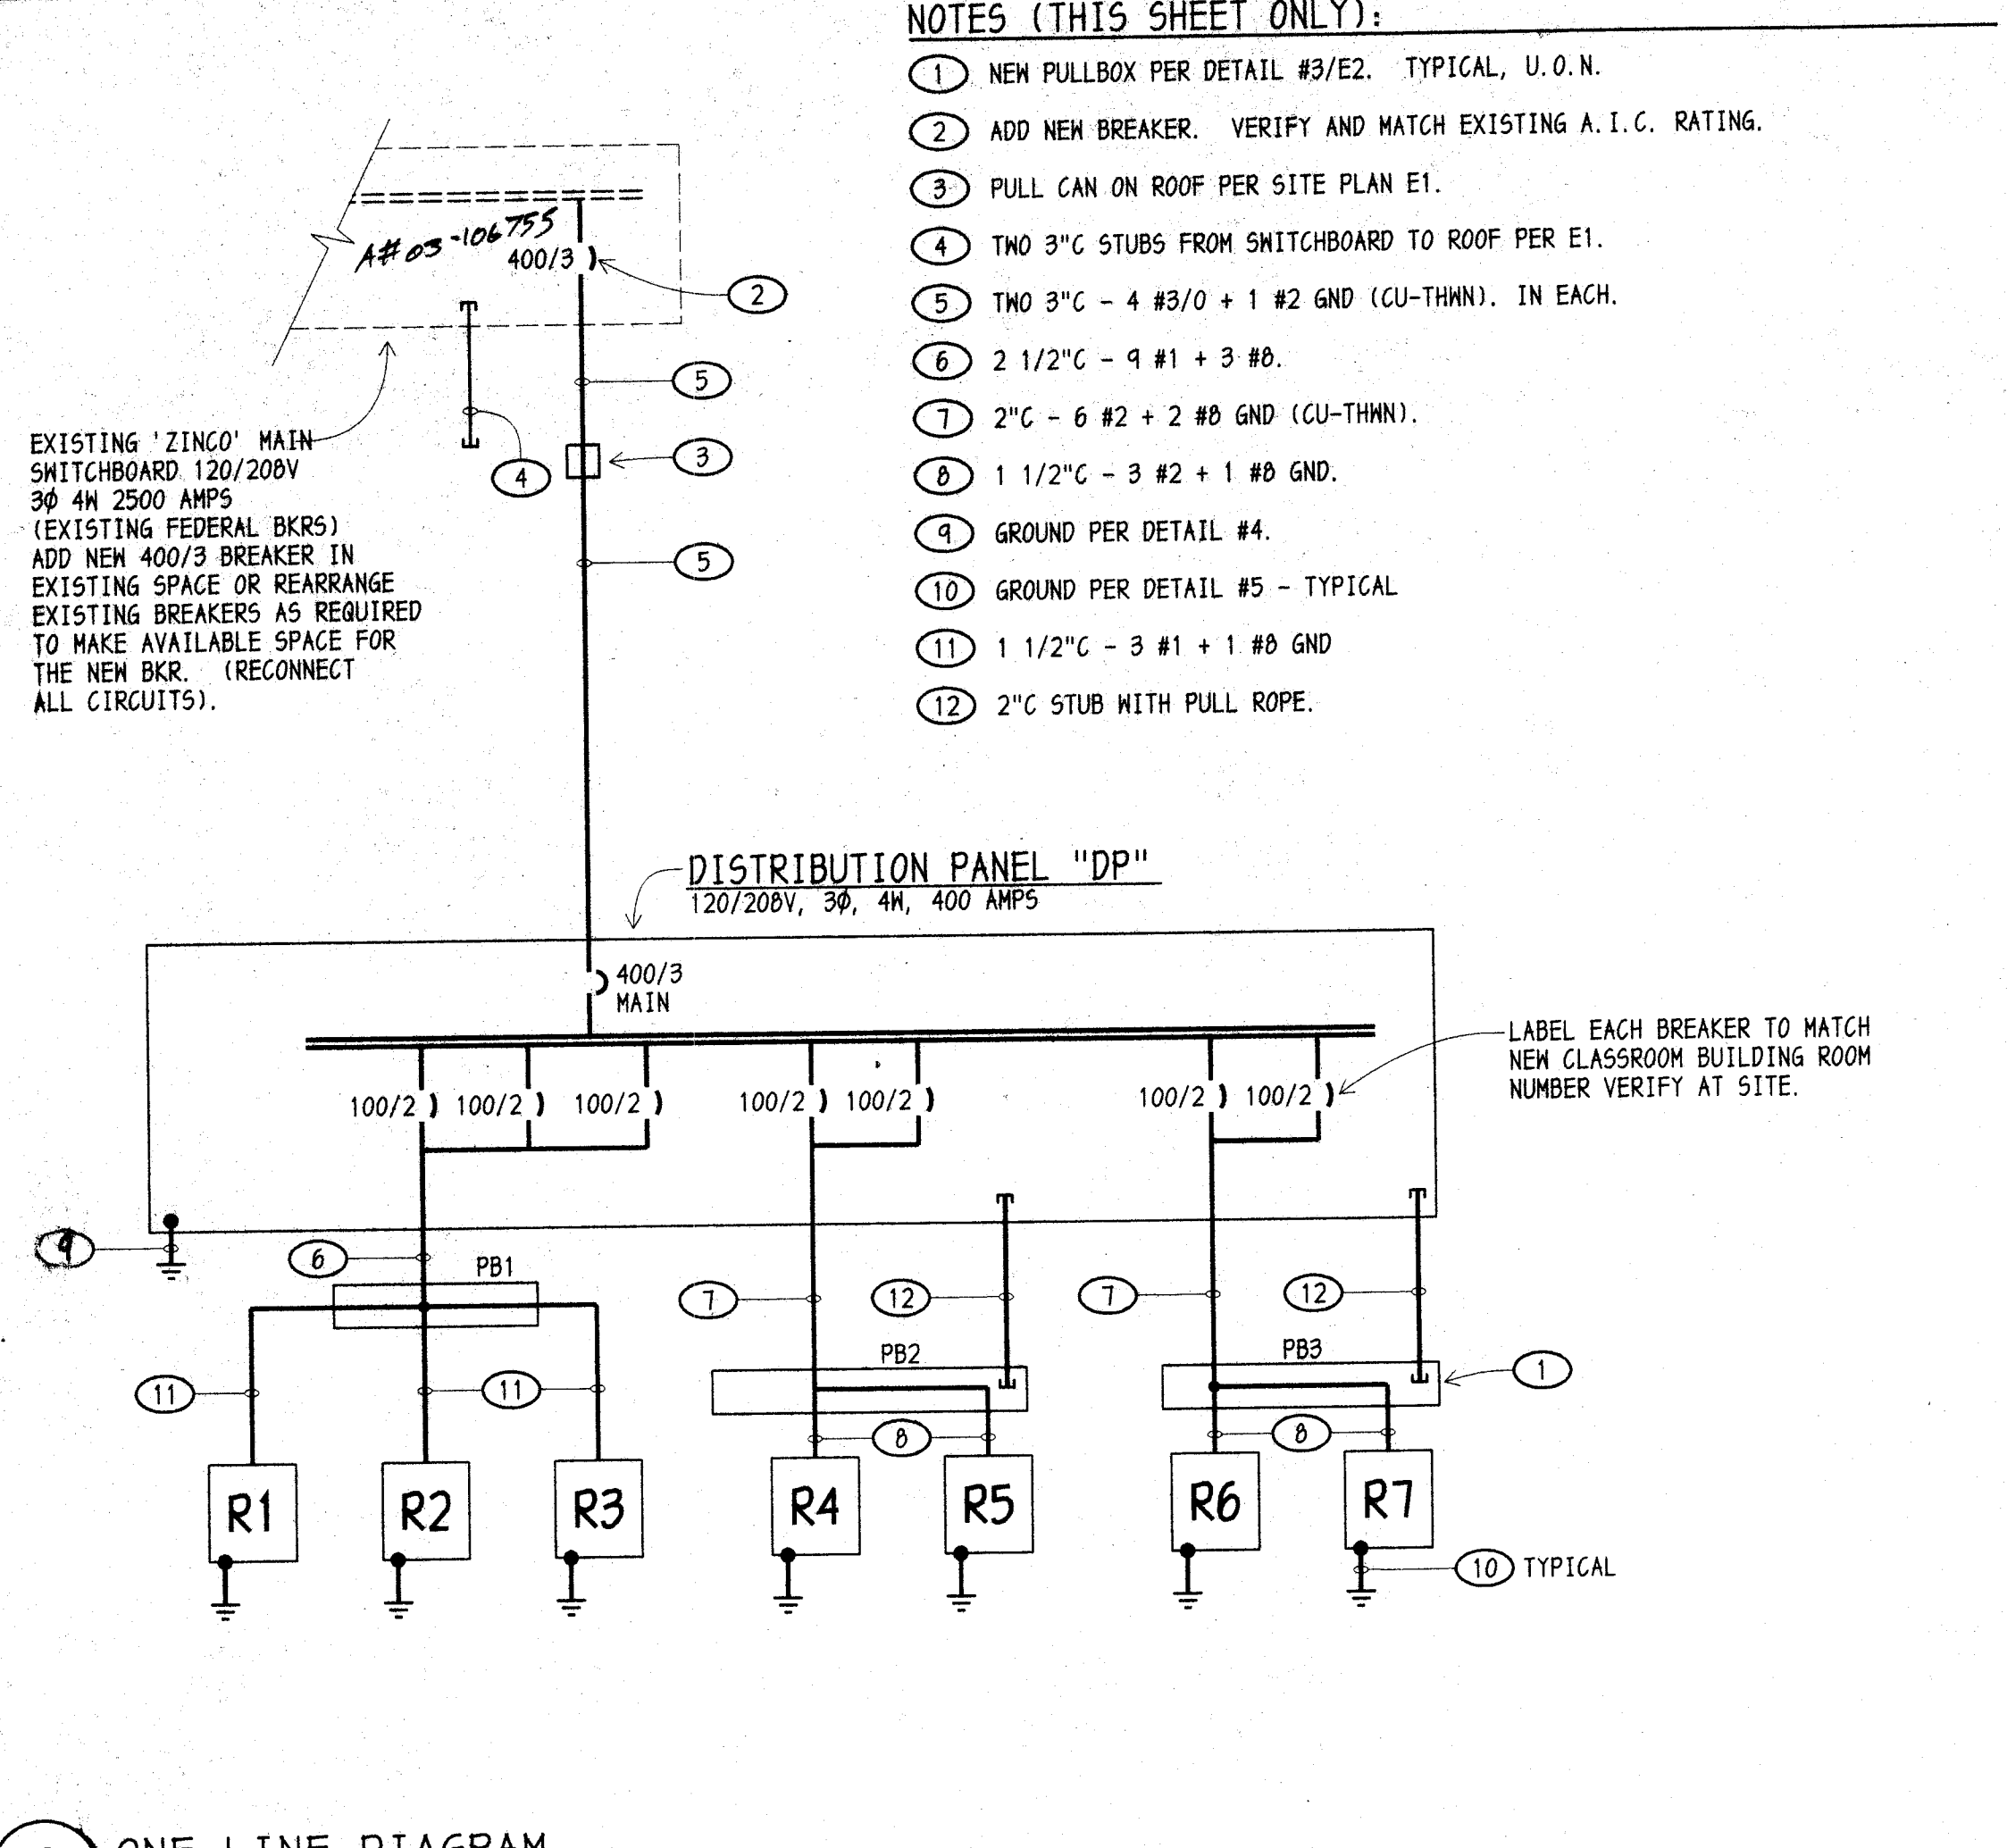 NOTES (THIS SHEET ONLY):
1 NEW PULLBOX PER DETAIL #3/E2. TYPICAL, U.O.N.
2 ADD NEW BREAKER. VERIFY AND MATCH EXISTING A.I.C. RATING.
3 PULL CAN ON ROOF PER SITE PLAN E1.
4 TWO 3"C STUBS FROM SWITCHBOARD TO ROOF PER E1.
5 TWO 3"C - 4 #3/0 + 1 #2 GND (CU-THWN). IN EACH.
6 2 1/2"C - 9 #1 + 3 #8.
7 2"C - 6 #2 + 2 #8 GND (CU-THWN).
8 1 1/2"C - 3 #2 + 1 #8 GND.
9 GROUND PER DETAIL #4.
10 GROUND PER DETAIL #5 - TYPICAL
11 1 1/2"C - 3 #1 + 1 #8 GND
12 2"C STUB WITH PULL ROPE.
A# 03-106755
400/3
2
5
3
4
5
EXISTING 'ZINCO' MAIN
SWITCHBOARD 120/208V
3Ø 4W 2500 AMPS
(EXISTING FEDERAL BKRS)
ADD NEW 400/3 BREAKER IN
EXISTING SPACE OR REARRANGE
EXISTING BREAKERS AS REQUIRED
TO MAKE AVAILABLE SPACE FOR
THE NEW BKR. (RECONNECT
ALL CIRCUITS).
DISTRIBUTION PANEL "DP"
120/208V, 3Ø, 4W, 400 AMPS
400/3
MAIN
LABEL EACH BREAKER TO MATCH
NEW CLASSROOM BUILDING ROOM
NUMBER VERIFY AT SITE.
100/2 100/2 100/2 100/2 100/2 100/2 100/2
9
6
PB1
7
12
7
12
PB2
PB3
1
11
11
8
8
R1 R2 R3 R4 R5 R6 R7
10 TYPICAL
ONE LINE DIAGRAM